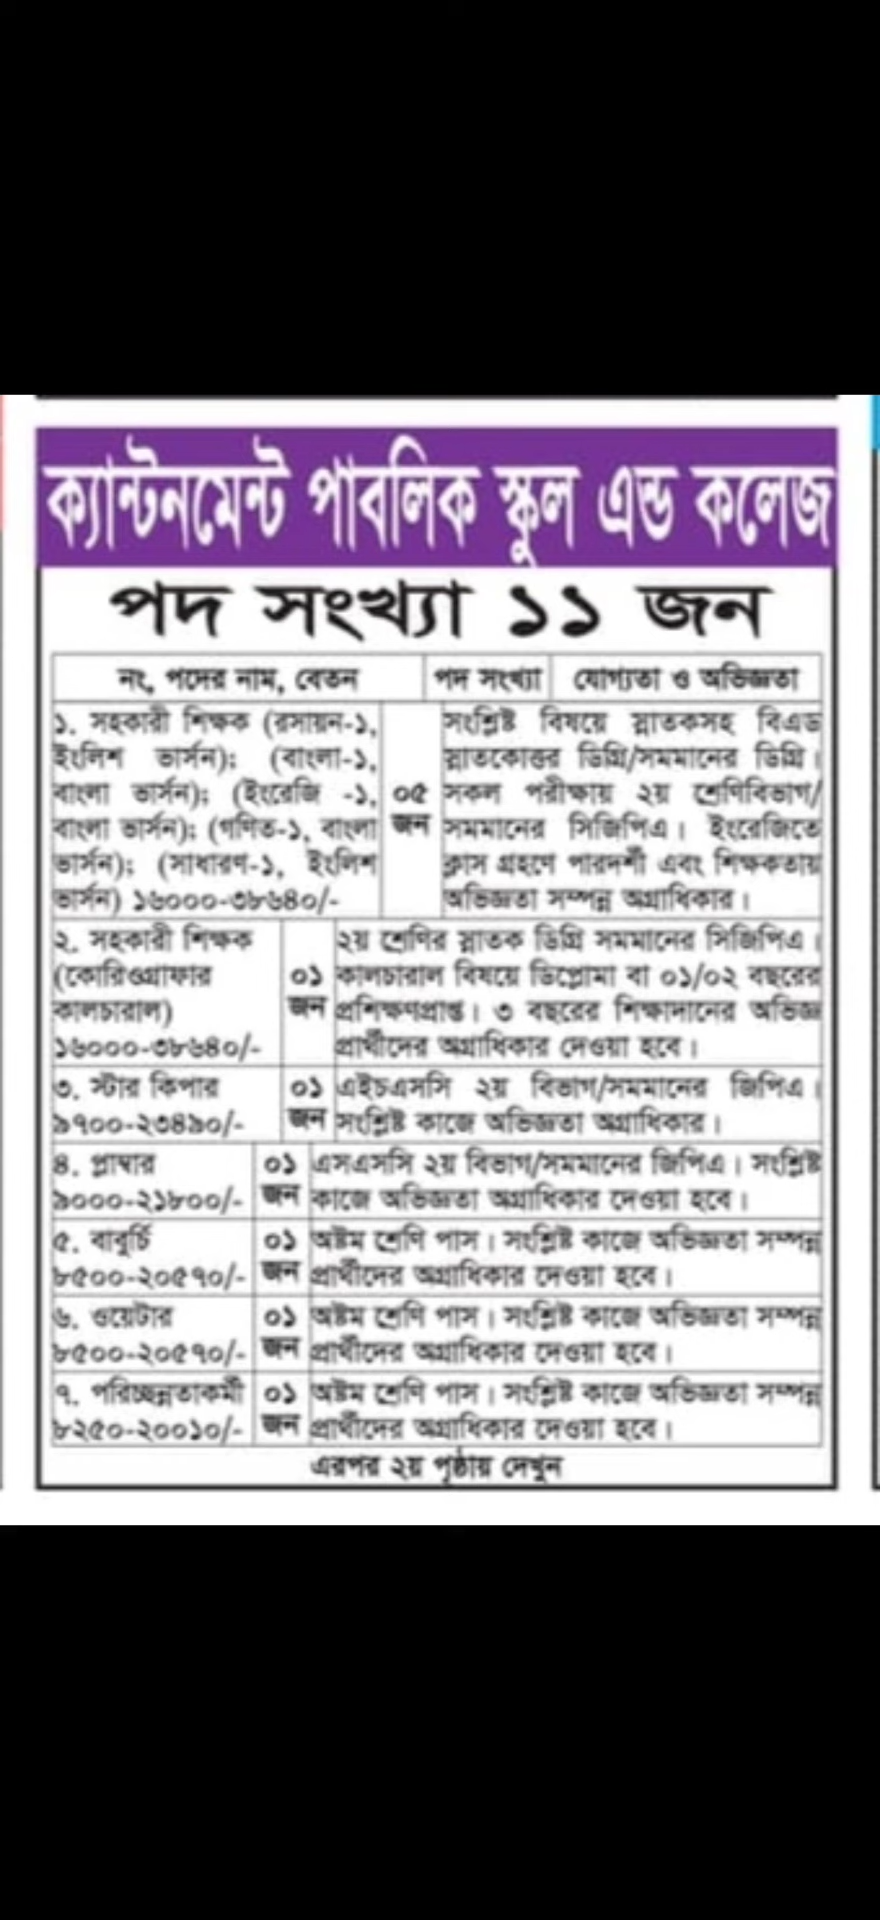 ক্যান্টনমেন্ট পাবলিক স্কুল এন্ড কলেজ
পদ সংখ্যা ১১ জন
নং, পদের নাম, বেতন পদ সংখ্যা যোগ্যতা ও অভিজ্ঞতা
১. সহকারী শিক্ষক (রসায়ন-১,
ইংলিশ ভার্সন); (বাংলা-১,
বাংলা ভার্সন); (ইংরেজি -১,
বাংলা ভার্সন); (গণিত-১, বাংলা
ভার্সন); (সাধারণ-১, ইংলিশ
ভার্সন) ১৬০০০-৩৮৬৪০/-
০৫
জন
সংশ্লিষ্ট বিষয়ে স্নাতকসহ বিএড
স্নাতকোত্তর ডিগ্রি/সমমানের ডিগ্রি।
সকল পরীক্ষায় ২য় শ্রেণিবিভাগ/
সমমানের সিজিপিএ। ইংরেজিতে
ক্লাস গ্রহণে পারদর্শী এবং শিক্ষকতায়
অভিজ্ঞতা সম্পন্ন অগ্রাধিকার।
২. সহকারী শিক্ষক
(কোরিওগ্রাফার
কালচারাল)
১৬০০০-৩৮৬৪০/-
০১
জন
২য় শ্রেণির স্নাতক ডিগ্রি সমমানের সিজিপিএ।
কালচারাল বিষয়ে ডিপ্লোমা বা ০১/০২ বছরের
প্রশিক্ষণপ্রাপ্ত। ৩ বছরের শিক্ষাদানের অভিজ্ঞ
প্রার্থীদের অগ্রাধিকার দেওয়া হবে।
৩. স্টার কিপার
৯৭০০-২৩৪৯০/-
০১
জন
এইচএসসি ২য় বিভাগ/সমমানের জিপিএ।
সংশ্লিষ্ট কাজে অভিজ্ঞতা অগ্রাধিকার।
৪. প্লাম্বার
৯০০০-২১৮০০/-
০১
জন
এসএসসি ২য় বিভাগ/সমমানের জিপিএ। সংশ্লিষ্ট
কাজে অভিজ্ঞতা অগ্রাধিকার দেওয়া হবে।
৫. বাবুর্চি
৮৫০০-২০৫৭০/-
০১
জন
অষ্টম শ্রেণি পাস। সংশ্লিষ্ট কাজে অভিজ্ঞতা সম্পন্ন
প্রার্থীদের অগ্রাধিকার দেওয়া হবে।
৬. ওয়েটার
৮৫০০-২০৫৭০/-
০১
জন
অষ্টম শ্রেণি পাস। সংশ্লিষ্ট কাজে অভিজ্ঞতা সম্পন্ন
প্রার্থীদের অগ্রাধিকার দেওয়া হবে।
৭. পরিচ্ছন্নতাকর্মী
৮২৫০-২০০১০/-
০১
জন
অষ্টম শ্রেণি পাস। সংশ্লিষ্ট কাজে অভিজ্ঞতা সম্পন্ন
প্রার্থীদের অগ্রাধিকার দেওয়া হবে।
এরপর ২য় পৃষ্ঠায় দেখুন